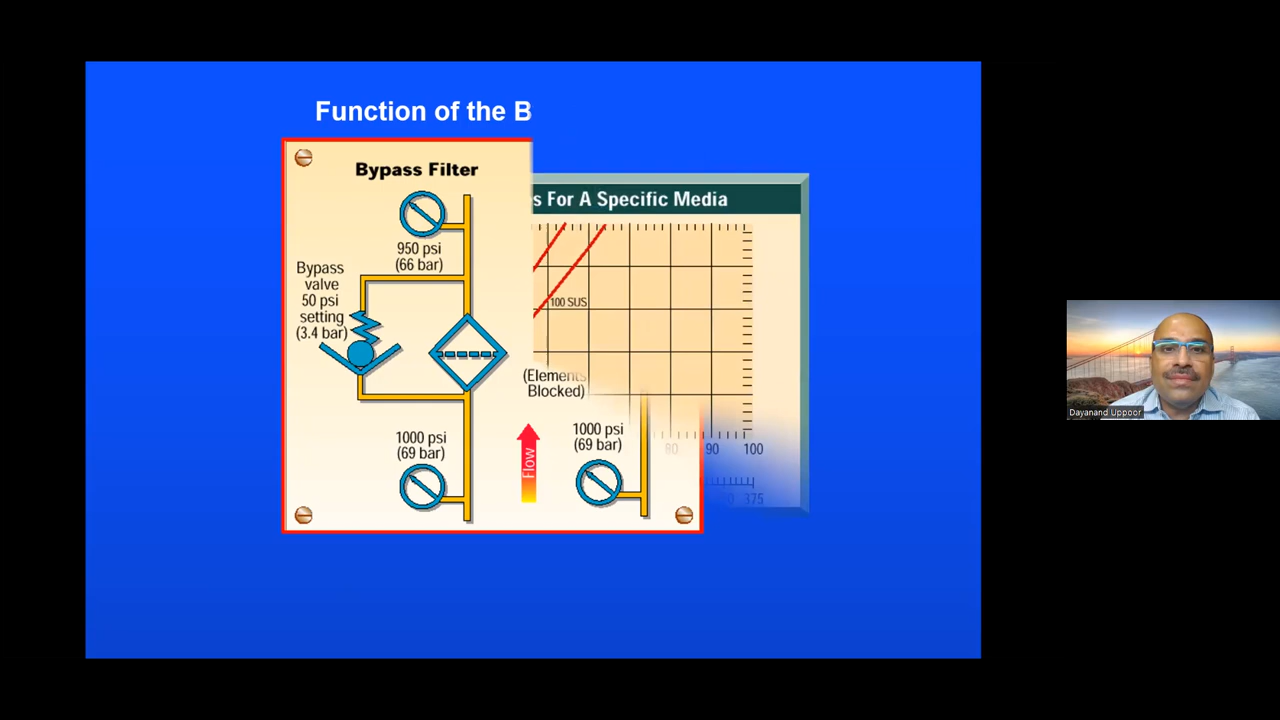 Function of the B
Bypass Filter
950 psi
(66 bar)
Bypass
valve
50 psi
setting
(3.4 bar)
1000 psi
(69 bar)
(Elements
Blocked)
Flow
1000 psi
(69 bar)
s For A Specific Media
100 SUS
80 90 100
375
Dayanand Uppoor